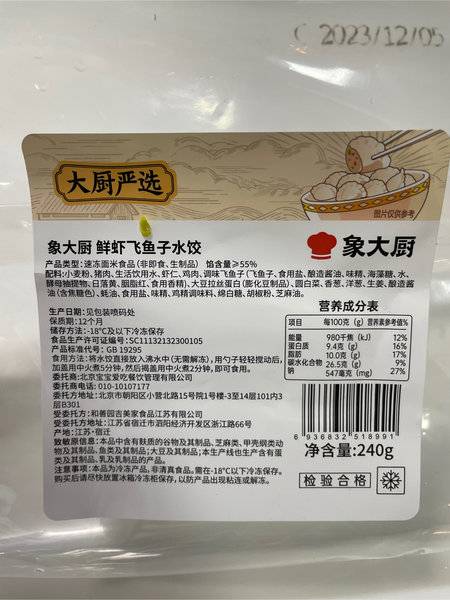 C 2023/12/05
大厨严选
图片仅供参考
象大厨 鲜虾飞鱼子水饺
象大厨
产品类型:速冻面米食品(非即食、生制品) 馅含量≥55%
配料:小麦粉、猪肉、生活饮用水、虾仁、鸡肉、调味飞鱼子(飞鱼子、食用盐、酿造酱油、味精、海藻糖、水、
酵母抽提物、日落黄、胭脂红、食用香精)、大豆拉丝蛋白(膨化豆制品)、圆白菜、香葱、洋葱、生姜、酿造酱
油(含焦糖色)、蚝油、食用盐、味精、鸡精调味料、绵白糖、胡椒粉、芝麻油。
生产日期:见包装喷码处
保质期:12个月
贮存条件:-18℃及以下冷冻保存
食品生产许可证编号:SC11132132300105
产品标准代号:GB 19295
食用方法:将水饺直接放入沸水中(无需解冻),用勺子轻轻搅动后,
加盖用中火煮5分钟,然后揭盖用中火煮2分钟,即可食用。
委托商:北京宝宝爱吃餐饮管理有限公司
委托商电话:010-10107177
委托商地址:北京市朝阳区小营北路15号院1号楼-3至14层101内3
层B301
受委托方:和善园吉美家食品江苏有限公司
受委托方地址:江苏省宿迁市泗阳经济开发区浙江路66号
产地:江苏·宿迁
致敏原信息:本品中含有麸质的谷物及其制品、芝麻类、甲壳纲类动
物及其制品、鱼类及其制品;大豆及其制品;本生产线也生产含有蛋
类及其制品、乳及乳制品的产品。
注意事项:本品为冷冻产品,非清真食品,需在-18℃以下冷冻保存。
购买后请尽快放置冰箱冷冻柜保存,以防产品出现粘连或解冻。
营养成分表
项目 每100克(g) 营养素参考值%
能量 980千焦(kJ) 12%
蛋白质 9.4克(g) 16%
脂肪 10.0克(g) 17%
碳水化合物 26.5克(g) 9%
钠 547毫克(mg) 27%
6 936832 518991
净含量:240g
检验合格